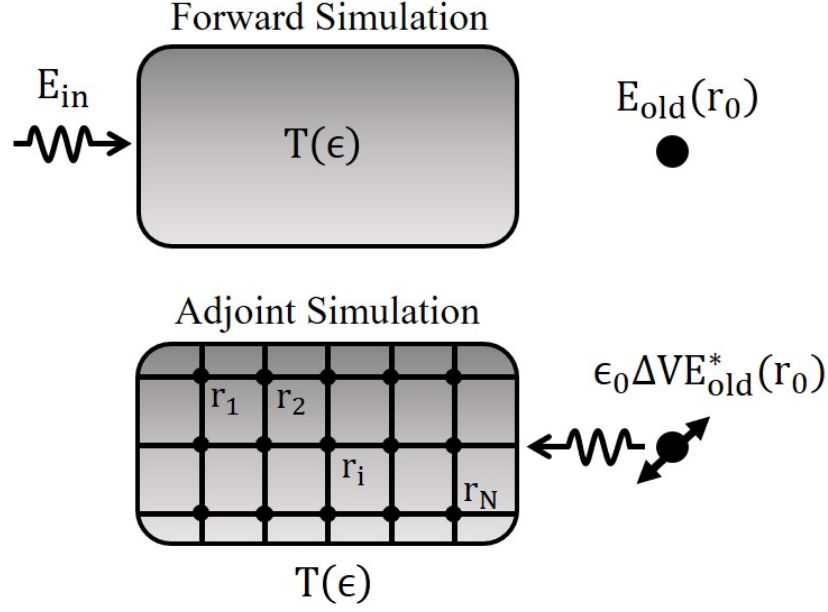 Forward Simulation
E_in
T(ϵ)
E_old(r_0)
Adjoint Simulation
r_1 r_2
r_i
r_N
ϵ_0ΔVE*_old(r_0)
T(ϵ)